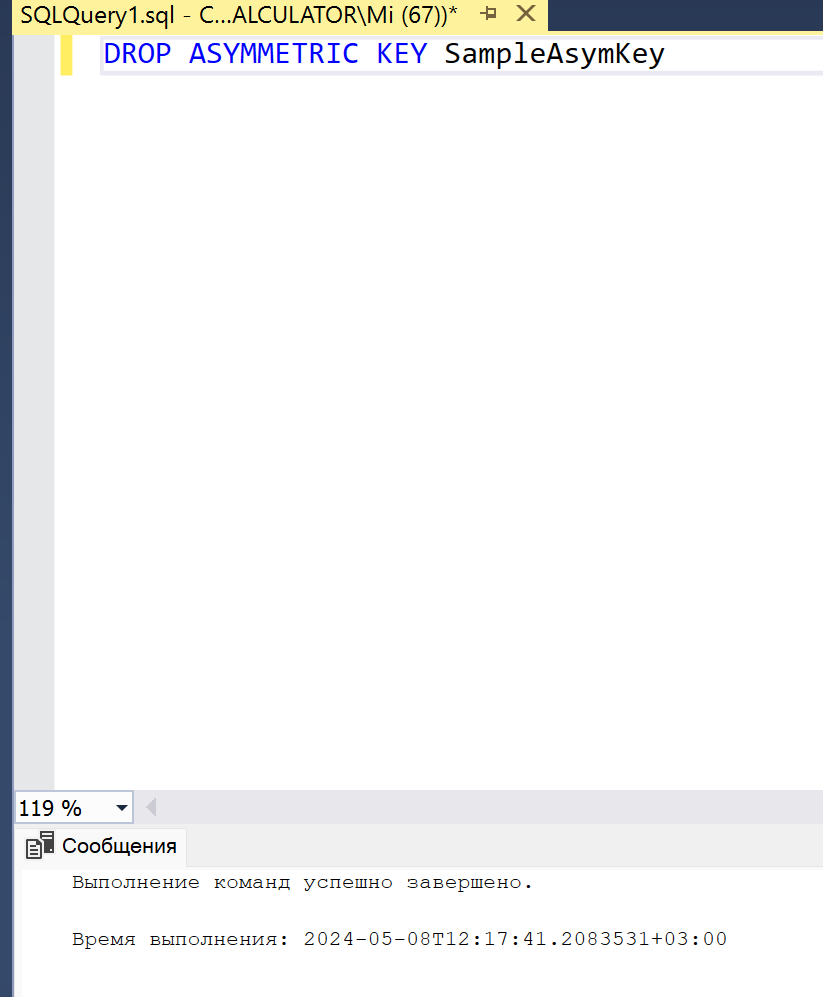 SQLQuery1.sql - C...ALCULATOR\Mi (67))*
DROP ASYMMETRIC KEY SampleAsymKey
119 %
Сообщения
Выполнение команд успешно завершено.
Время выполнения: 2024-05-08T12:17:41.2083531+03:00